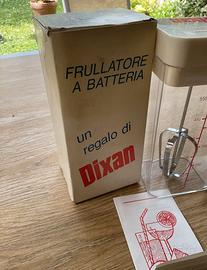 FRULLATORE
A BATTERIA
un
regalo di
Dixan